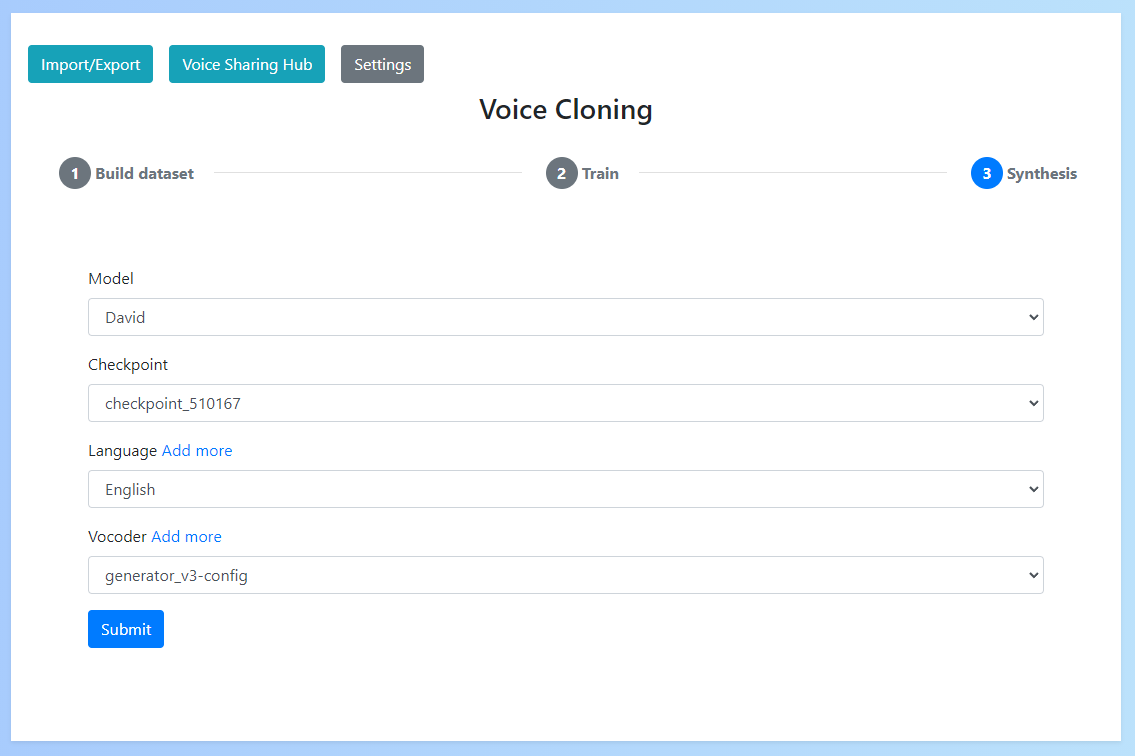 Import/Export Voice Sharing Hub Settings
Voice Cloning
1 Build dataset 2 Train 3 Synthesis
Model
David
Checkpoint
checkpoint_510167
Language Add more
English
Vocoder Add more
generator_v3-config
Submit